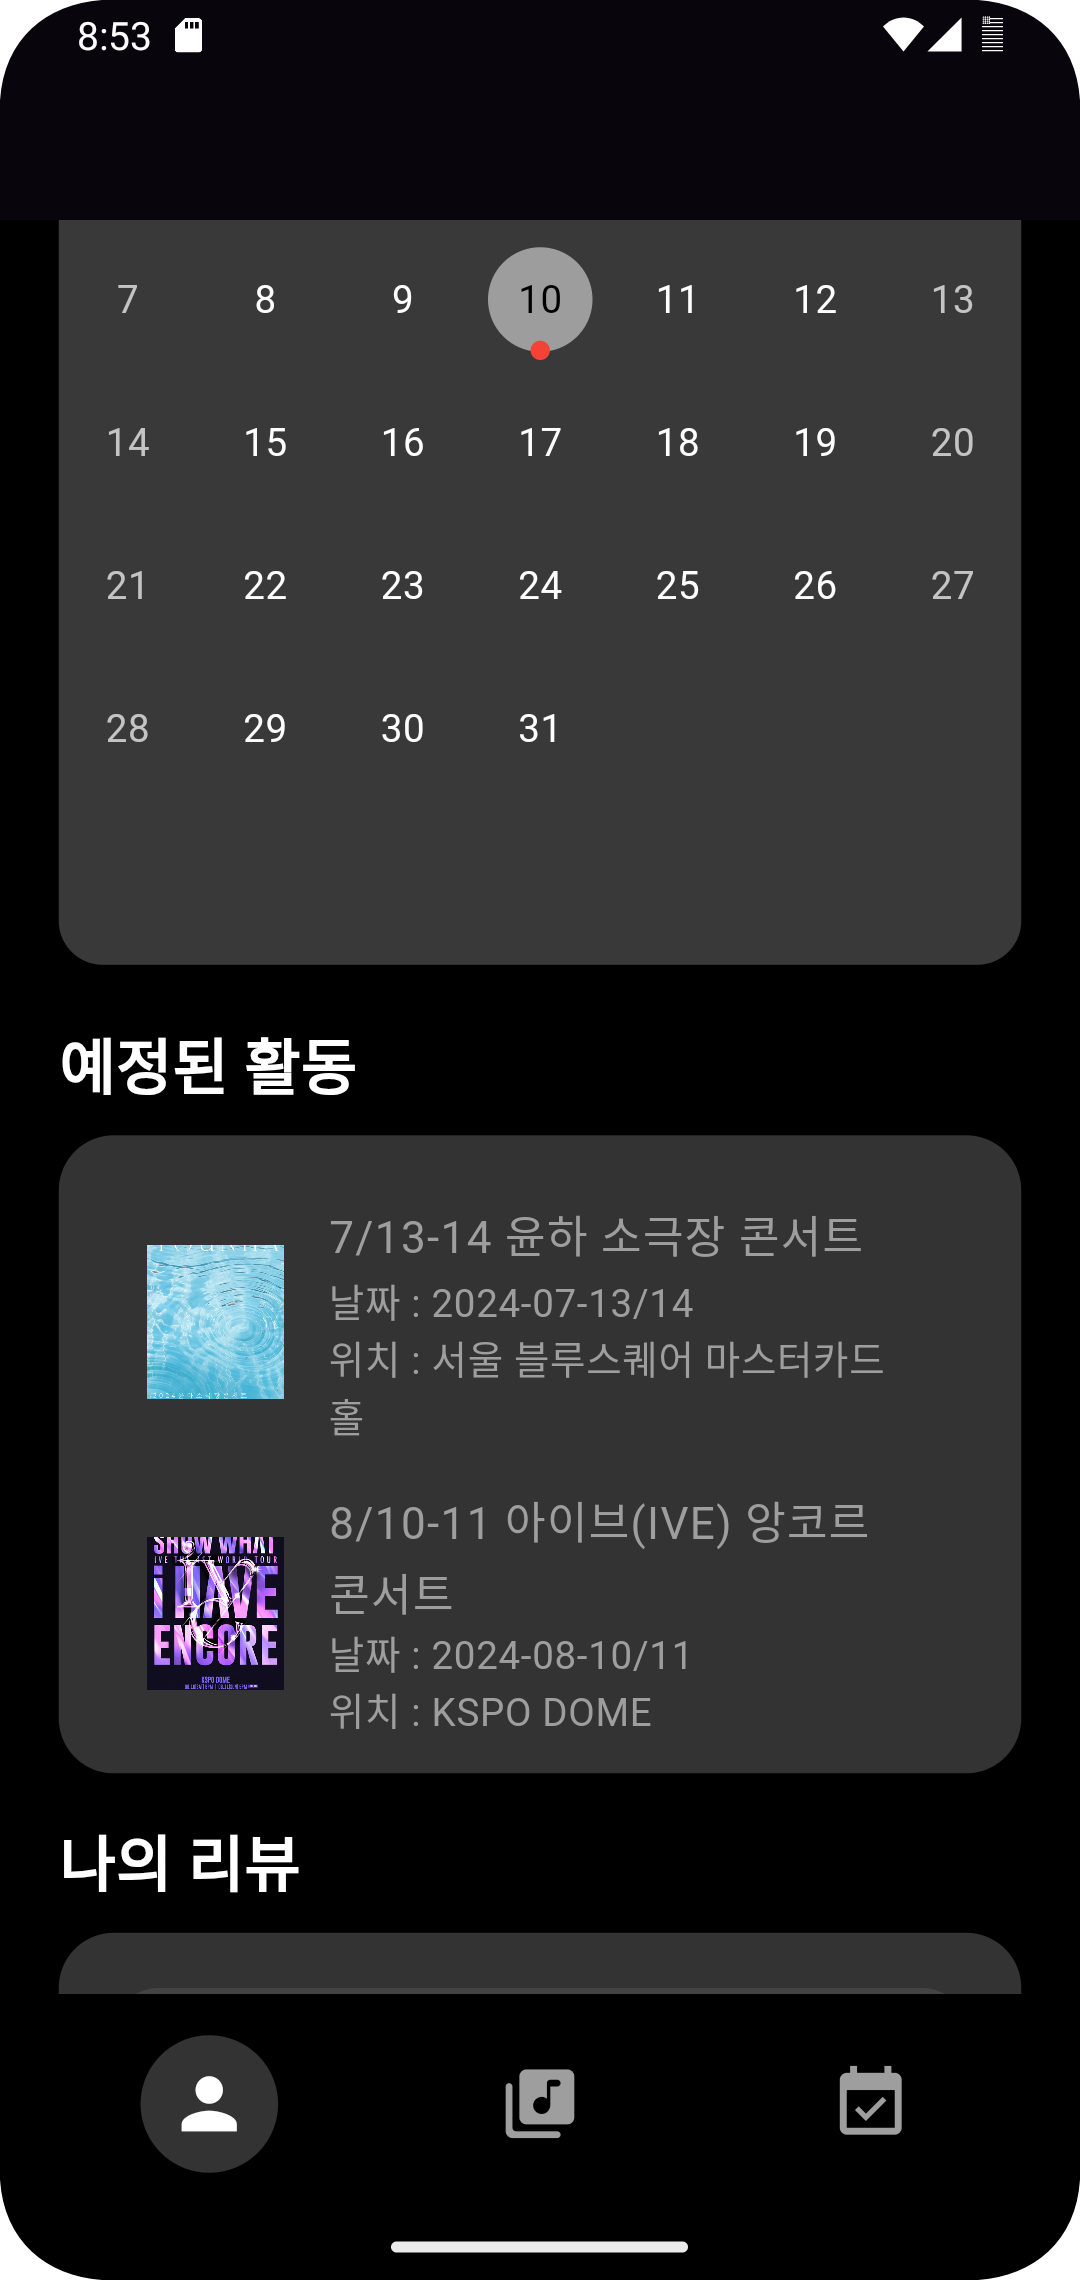 8:53
7 8 9 10 11 12 13
14 15 16 17 18 19 20
21 22 23 24 25 26 27
28 29 30 31
예정된 활동
7/13-14 윤하 소극장 콘서트
날짜 : 2024-07-13/14
위치 : 서울 블루스퀘어 마스터카드
홀
8/10-11 아이브(IVE) 앙코르
콘서트
날짜 : 2024-08-10/11
위치 : KSPO DOME
SHOW WHAT
IVE THE 1ST WORLD TOUR
i HAVE
ENCORE
KSPO DOME
나의 리뷰